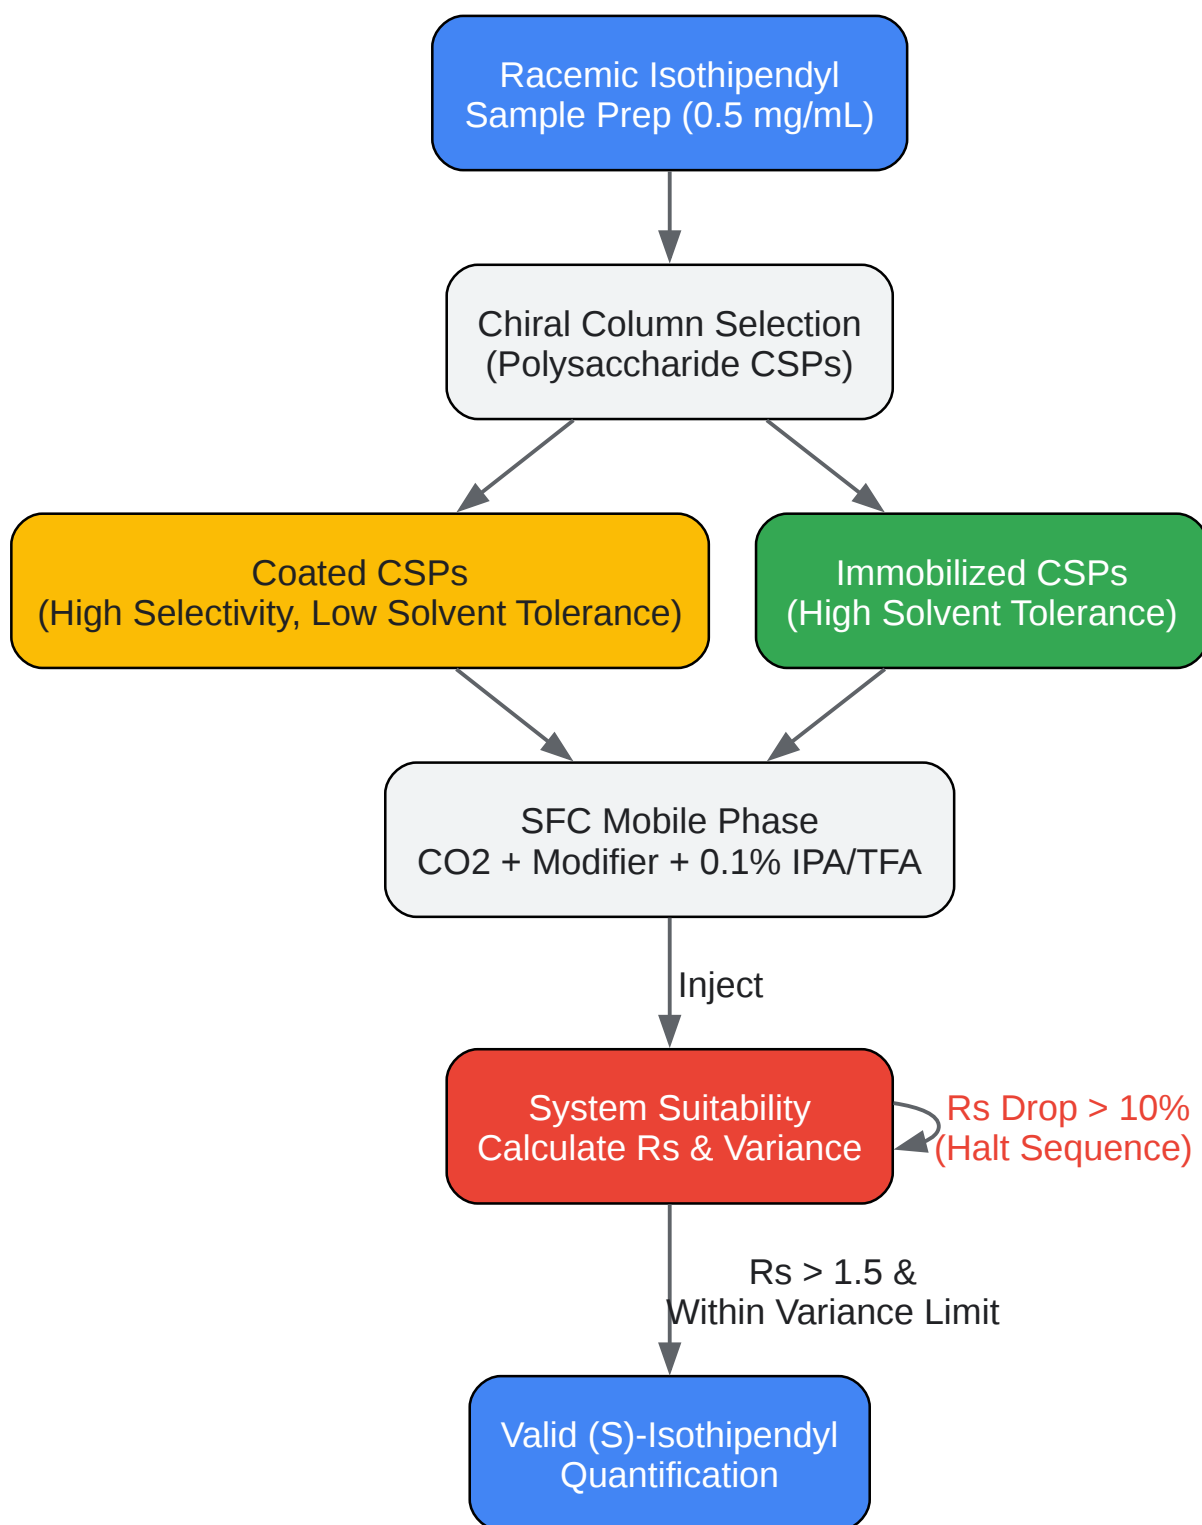 Racemic Isothipendyl
Sample Prep (0.5 mg/mL)
Chiral Column Selection
(Polysaccharide CSPs)
Coated CSPs
(High Selectivity, Low Solvent Tolerance)
Immobilized CSPs
(High Solvent Tolerance)
SFC Mobile Phase
CO2 + Modifier + 0.1% IPA/TFA
Inject
System Suitability
Calculate Rs & Variance
Rs Drop > 10%
(Halt Sequence)
Rs > 1.5 &
Within Variance Limit
Valid (S)-Isothipendyl
Quantification